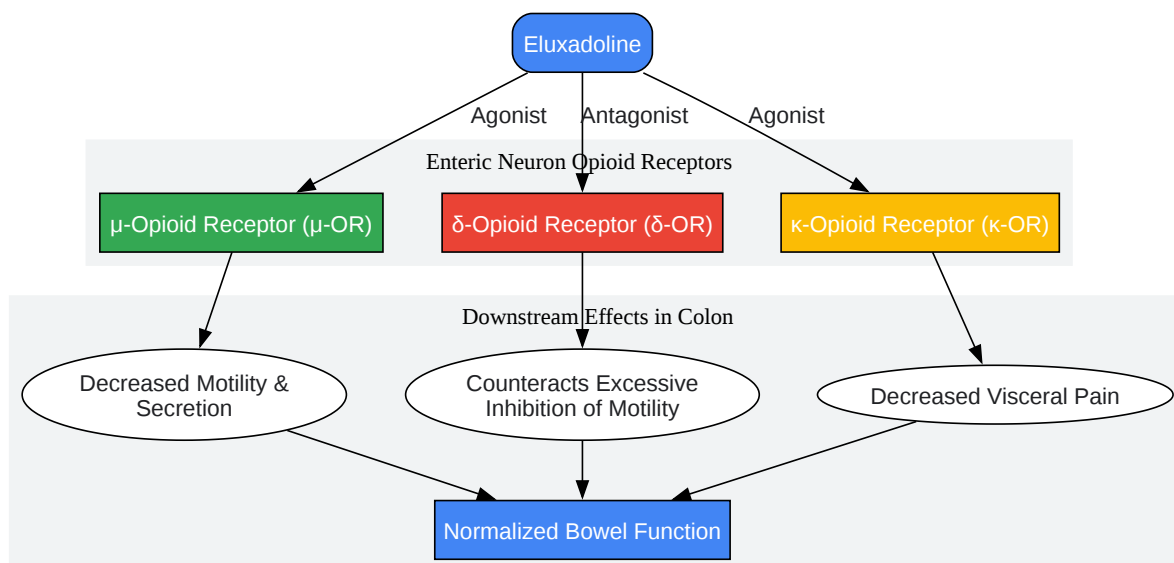 Eluxadoline
Agonist
Antagonist
Agonist
Enteric Neuron Opioid Receptors
μ-Opioid Receptor (μ-OR)
δ-Opioid Receptor (δ-OR)
κ-Opioid Receptor (κ-OR)
Downstream Effects in Colon
Decreased Motility &
Secretion
Counteracts Excessive
Inhibition of Motility
Decreased Visceral Pain
Normalized Bowel Function